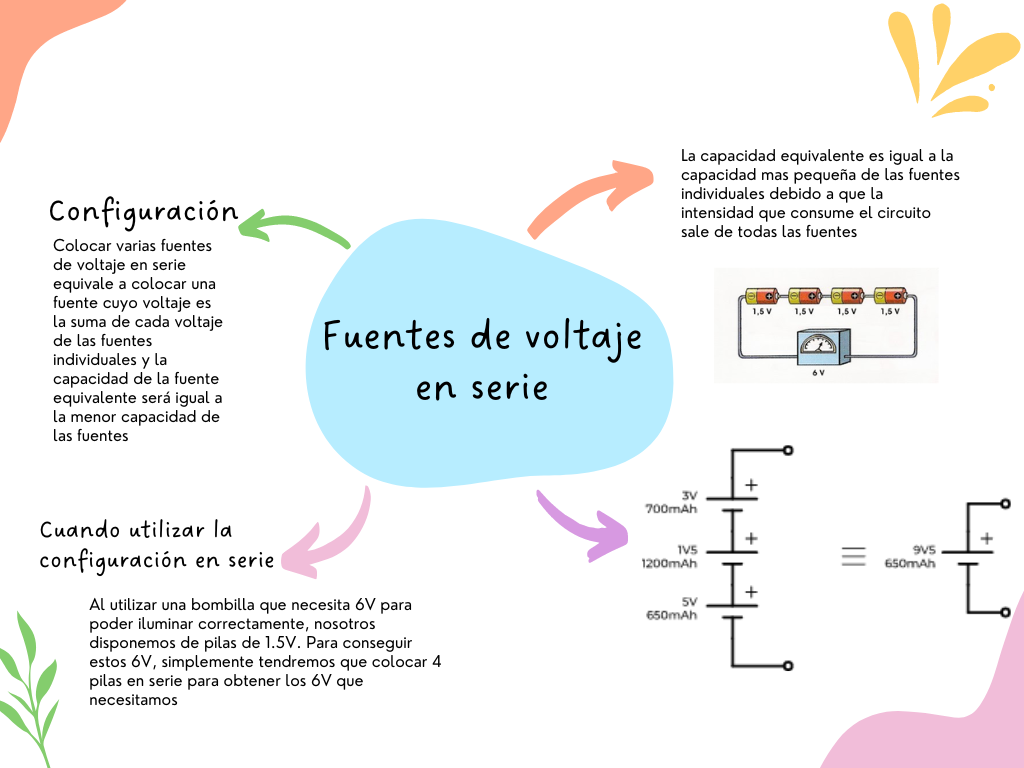 Fuentes de voltaje
en serie
Configuración
Colocar varias fuentes
de voltaje en serie
equivale a colocar una
fuente cuyo voltaje es
la suma de cada voltaje
de las fuentes
individuales y la
capacidad de la fuente
equivalente será igual a
la menor capacidad de
las fuentes
La capacidad equivalente es igual a la
capacidad mas pequeña de las fuentes
individuales debido a que la
intensidad que consume el circuito
sale de todas las fuentes
1,5 V 1,5 V 1,5 V 1,5 V
6 V
Cuando utilizar la
configuración en serie
Al utilizar una bombilla que necesita 6V para
poder iluminar correctamente, nosotros
disponemos de pilas de 1.5V. Para conseguir
estos 6V, simplemente tendremos que colocar 4
pilas en serie para obtener los 6V que
necesitamos
+
3V
700mAh
+
1V5
1200mAh
+
5V
650mAh
+
9V5
650mAh